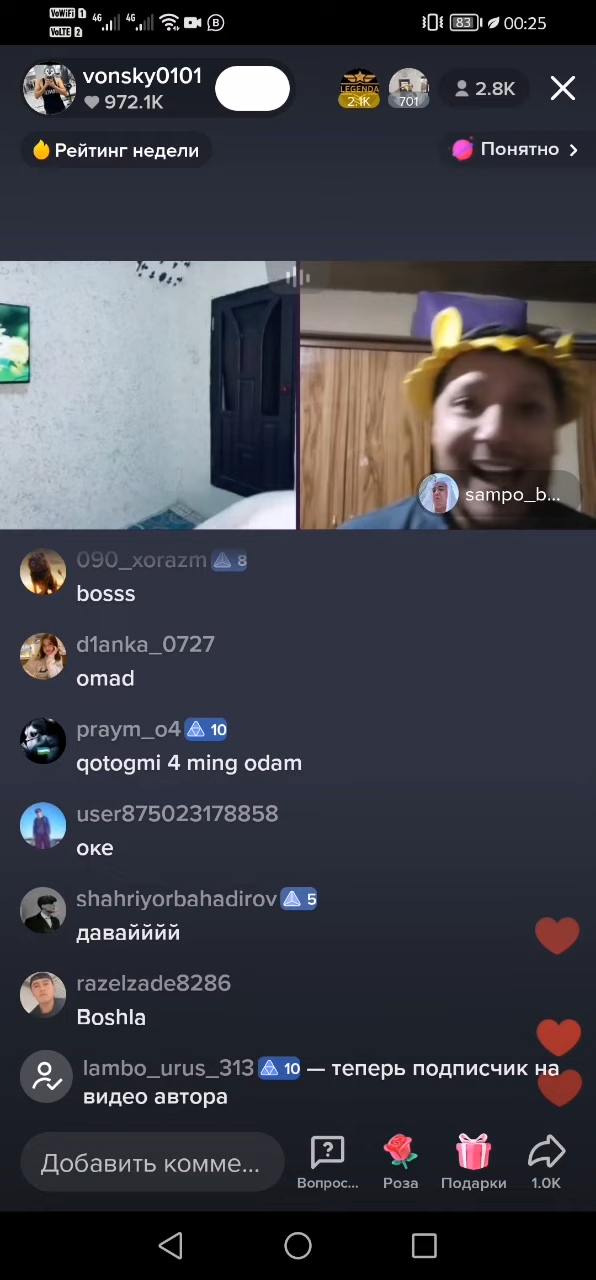 VoWiFi 1 4G 4G 83 00:25
VoLTE 2
vonsky0101
972.1K
LEGENDA
2.1K 701 2.8K
Рейтинг недели Понятно
sampo_b...
090_xorazm 8
bosss
d1anka_0727
omad
praym_o4 10
qotogmi 4 ming odam
user875023178858
оке
shahriyorbahadirov 5
давайййй
razelzade8286
Boshla
lambo_urus_313 10 — теперь подписчик на
видео автора
Добавить комме...
Вопрос... Роза Подарки 1.0K